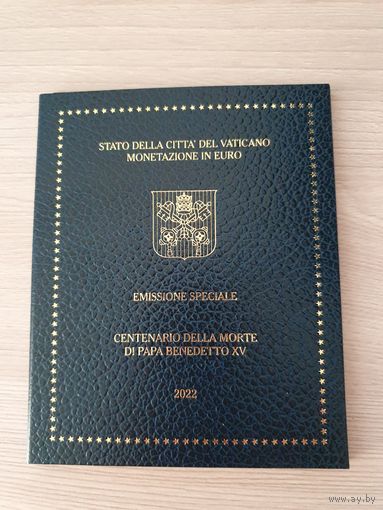 STATO DELLA CITTA' DEL VATICANO
MONETAZIONE IN EURO
EMISSIONE SPECIALE
CENTENARIO DELLA MORTE
DI PAPA BENEDETTO XV
2022
www.ay.by